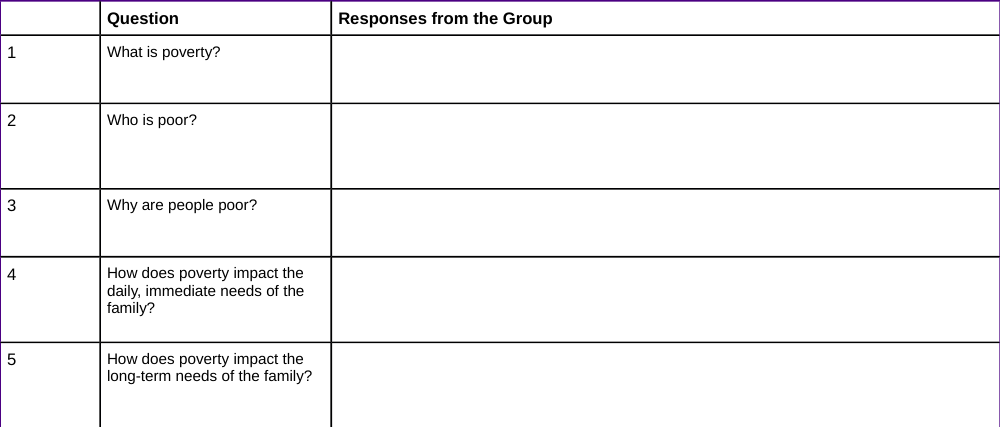 Question Responses from the Group
1 What is poverty?
2 Who is poor?
3 Why are people poor?
4 How does poverty impact the
daily, immediate needs of the
family?
5 How does poverty impact the
long-term needs of the family?